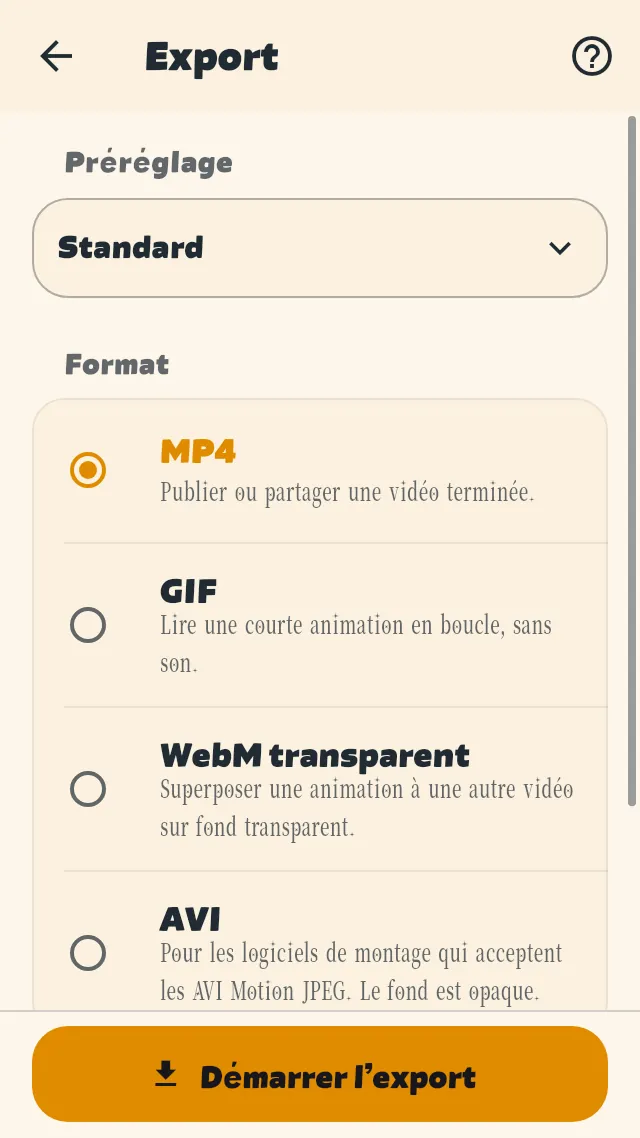 Export
Préréglage
Standard
Format
MP4
Publier ou partager une vidéo terminée.
GIF
Lire une courte animation en boucle, sans
son.
WebM transparent
Superposer une animation à une autre vidéo
sur fond transparent.
AVI
Pour les logiciels de montage qui acceptent
les AVI Motion JPEG. Le fond est opaque.
Démarrer l’export